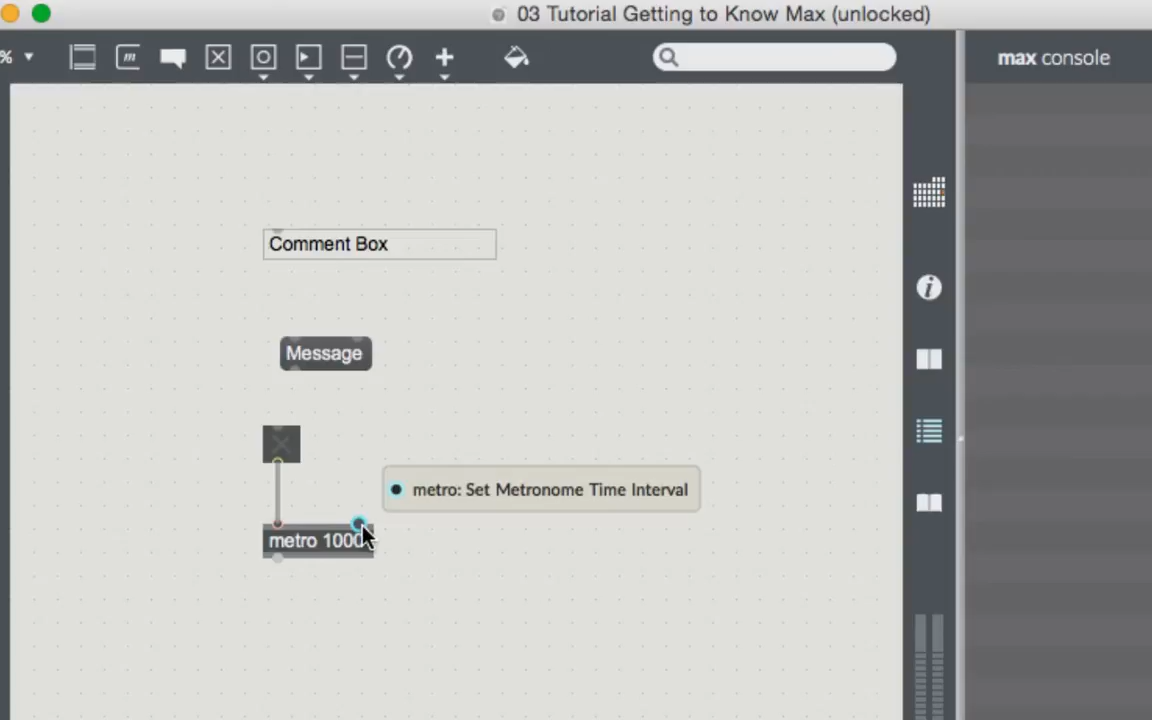 03 Tutorial Getting to Know Max (unlocked)
%
m
max console
Comment Box
Message
metro: Set Metronome Time Interval
metro 1000